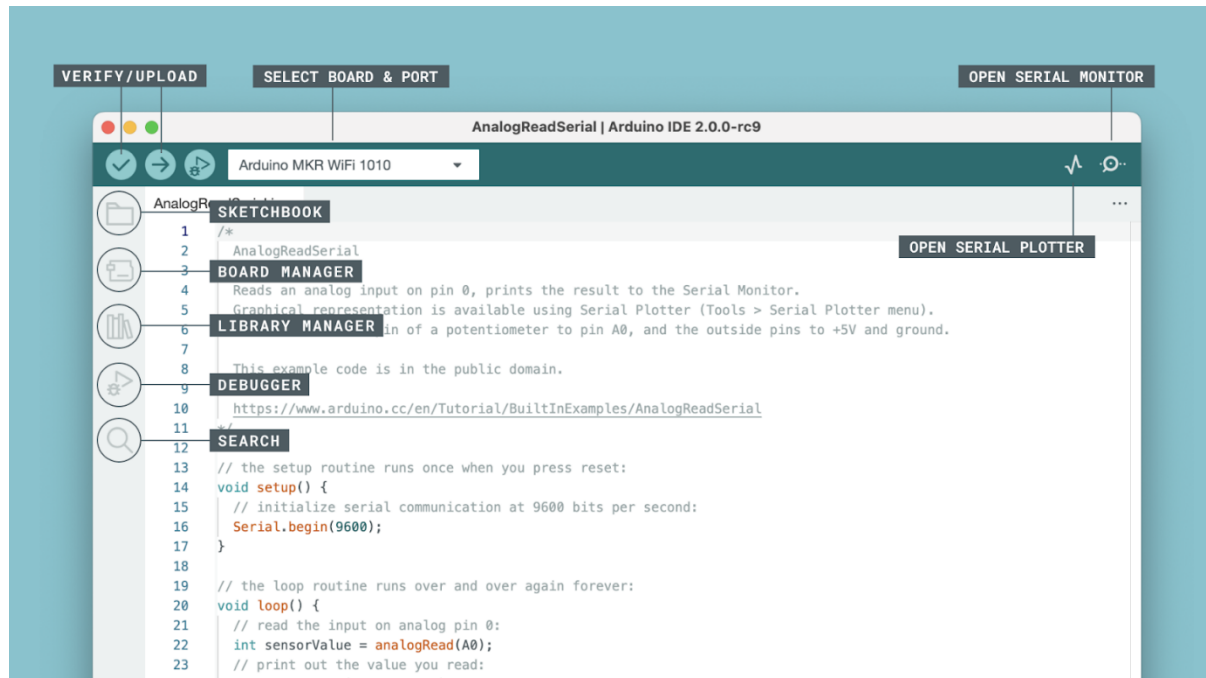 VERIFY/UPLOAD
SELECT BOARD & PORT
OPEN SERIAL MONITOR
AnalogReadSerial | Arduino IDE 2.0.0-rc9
Arduino MKR WiFi 1010
AnalogR
SKETCHBOOK
OPEN SERIAL PLOTTER
BOARD MANAGER
LIBRARY MANAGER
DEBUGGER
SEARCH
1 /*
2 AnalogReadSerial
3
4 Reads an analog input on pin 0, prints the result to the Serial Monitor.
5 Graphical representation is available using Serial Plotter (Tools > Serial Plotter menu).
6 in of a potentiometer to pin A0, and the outside pins to +5V and ground.
7
8 This example code is in the public domain.
9
10 https://www.arduino.cc/en/Tutorial/BuiltInExamples/AnalogReadSerial
11 */
12
13 // the setup routine runs once when you press reset:
14 void setup() {
15 // initialize serial communication at 9600 bits per second:
16 Serial.begin(9600);
17 }
18
19 // the loop routine runs over and over again forever:
20 void loop() {
21 // read the input on analog pin 0:
22 int sensorValue = analogRead(A0);
23 // print out the value you read: